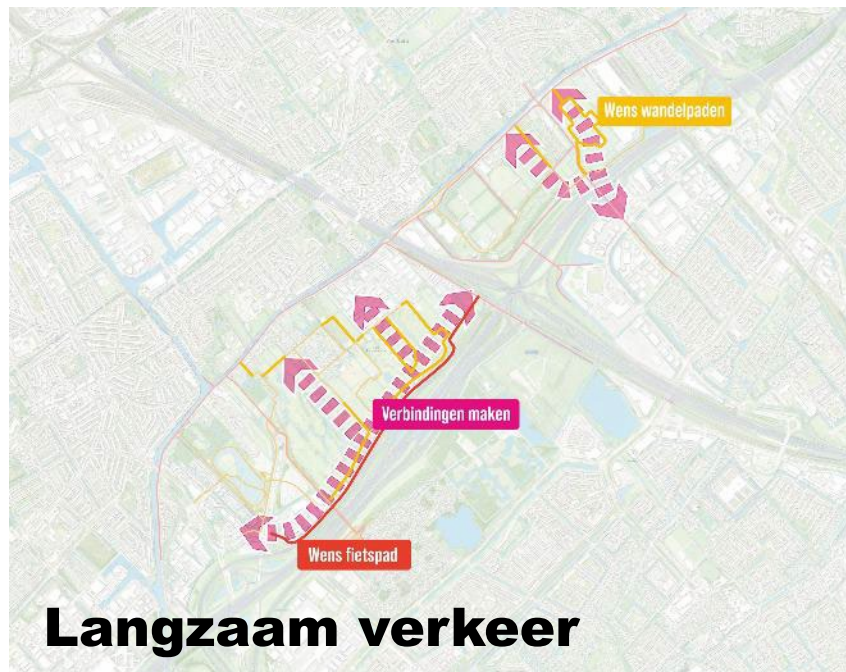 Wens wandelpaden
Verbindingen maken
Wens fietspad
Langzaam verkeer